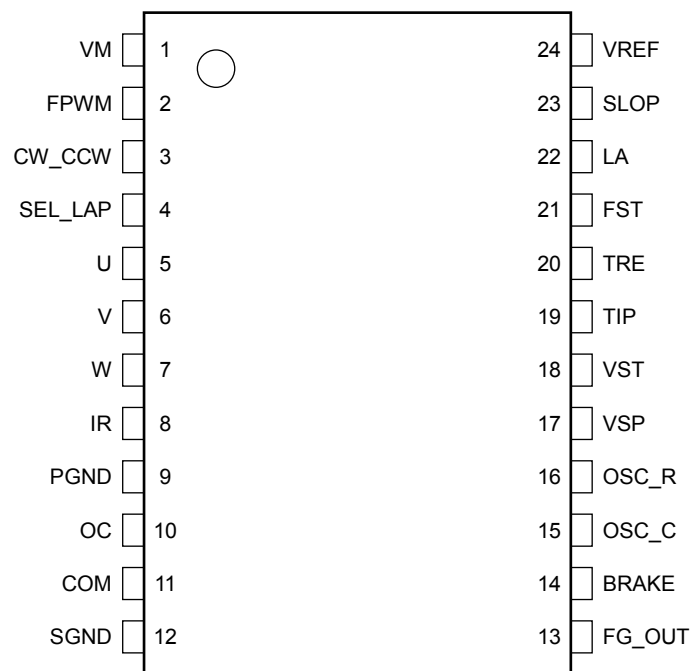 VM 1 24 VREF
FPWM 2 23 SLOP
CW_CCW 3 22 LA
SEL_LAP 4 21 FST
U 5 20 TRE
V 6 19 TIP
W 7 18 VST
IR 8 17 VSP
PGND 9 16 OSC_R
OC 10 15 OSC_C
COM 11 14 BRAKE
SGND 12 13 FG_OUT